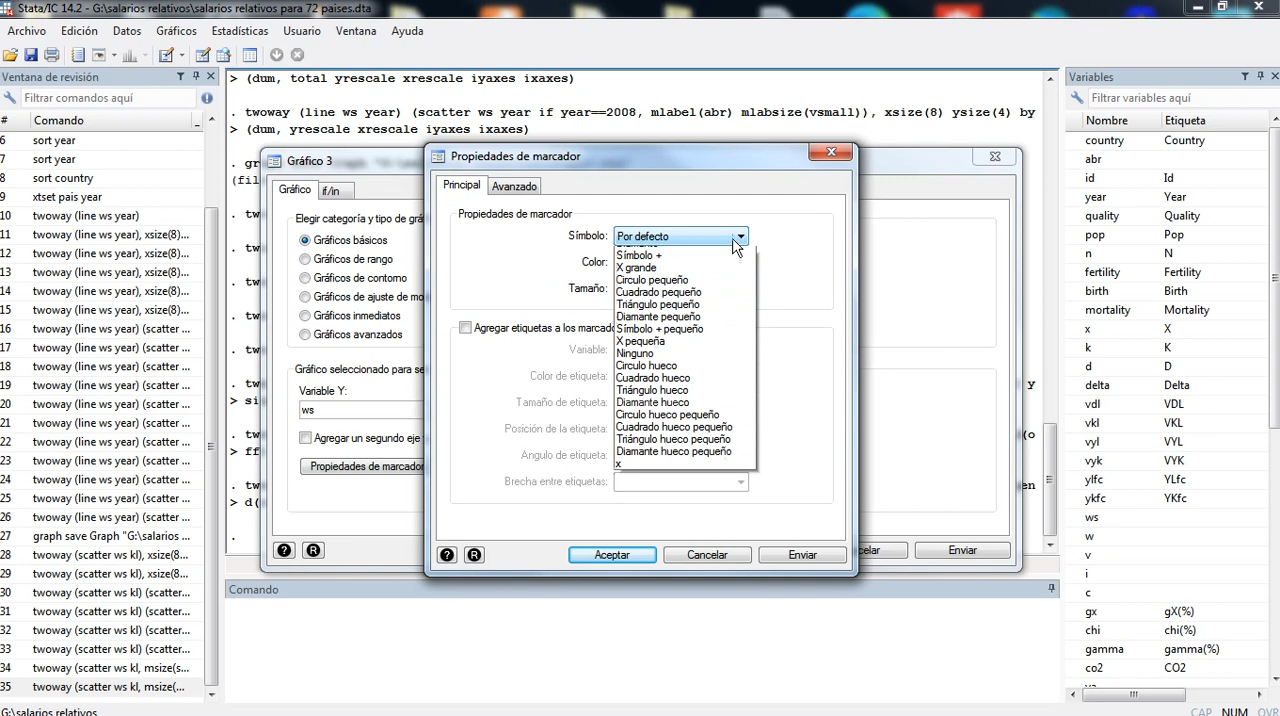 Stata/IC 14.2 - G:\salarios relativos\salarios relativos para 72 paises.dta
Archivo Edición Datos Gráficos Estadísticas Usuario Ventana Ayuda
Ventana de revisión
Filtrar comandos aquí
# Comando
6 sort year
7 sort year
8 sort country
9 xtset pais year
10 twoway (line ws year)
11 twoway (line ws year), xsize(8)...
12 twoway (line ws year), xsize(8)...
13 twoway (line ws year), xsize(8)...
14 twoway (line ws year), xsize(8)...
15 twoway (line ws year), xsize(8)...
16 twoway (line ws year) (scatter...
17 twoway (line ws year) (scatter...
18 twoway (line ws year) (scatter...
19 twoway (line ws year) (scatter...
20 twoway (line ws year) (scatter...
21 twoway (line ws year) (scatter...
22 twoway (line ws year) (scatter...
23 twoway (line ws year) (scatter...
24 twoway (line ws year) (scatter...
25 twoway (line ws year) (scatter...
26 twoway (line ws year) (scatter...
27 graph save Graph "G:\salarios ...
28 twoway (scatter ws kl), xsize(8...
29 twoway (scatter ws kl), xsize(8...
30 twoway (scatter ws kl) (scatter...
31 twoway (scatter ws kl) (scatter...
32 twoway (scatter ws kl) (scatter...
33 twoway (scatter ws kl) (scatter...
34 twoway (scatter ws kl, msize(s...
35 twoway (scatter ws kl, msize(...
> (dum, total yrescale xrescale iyaxes ixaxes)
. twoway (line ws year) (scatter ws year if year==2008, mlabel(abr) mlabsize(vsmall)), xsize(8) ysize(4) by
> (dum, yrescale xrescale iyaxes ixaxes)
Gráfico 3
Gráfico if/in
Elegir categoría y tipo de grá
Gráficos básicos
Gráficos de rango
Gráficos de contorno
Gráficos de ajuste de mo
Gráficos inmediatos
Gráficos avanzados
Gráfico seleccionado para se
Variable Y:
ws
Agregar un segundo eje
Propiedades de marcador
Enviar
Propiedades de marcador
Principal Avanzado
Propiedades de marcador
Símbolo: Por defecto
Color:
Tamaño:
Símbolo +
X grande
Circulo pequeño
Cuadrado pequeño
Triángulo pequeño
Diamante pequeño
Símbolo + pequeño
X pequeña
Ninguno
Circulo hueco
Cuadrado hueco
Triángulo hueco
Diamante hueco
Circulo hueco pequeño
Cuadrado hueco pequeño
Triángulo hueco pequeño
Diamante hueco pequeño
x
Agregar etiquetas a los marcado
Variable:
Color de etiqueta:
Tamaño de etiqueta:
Posición de la etiqueta:
Angulo de etiqueta:
Brecha entre etiquetas:
Aceptar Cancelar Enviar
Comando
Variables
Filtrar variables aquí
Nombre Etiqueta
country Country
abr
id Id
year Year
quality Quality
pop Pop
n N
fertility Fertility
birth Birth
mortality Mortality
x X
k K
d D
delta Delta
vdl VDL
vkl VKL
vyl VYL
vyk VYK
ylfc YLFc
ykfc YKFc
ws
w
v
i
c
gx gX(%)
chi chi(%)
gamma gamma(%)
co2 CO2
G:\salarios relativos
CAP NUM OVR